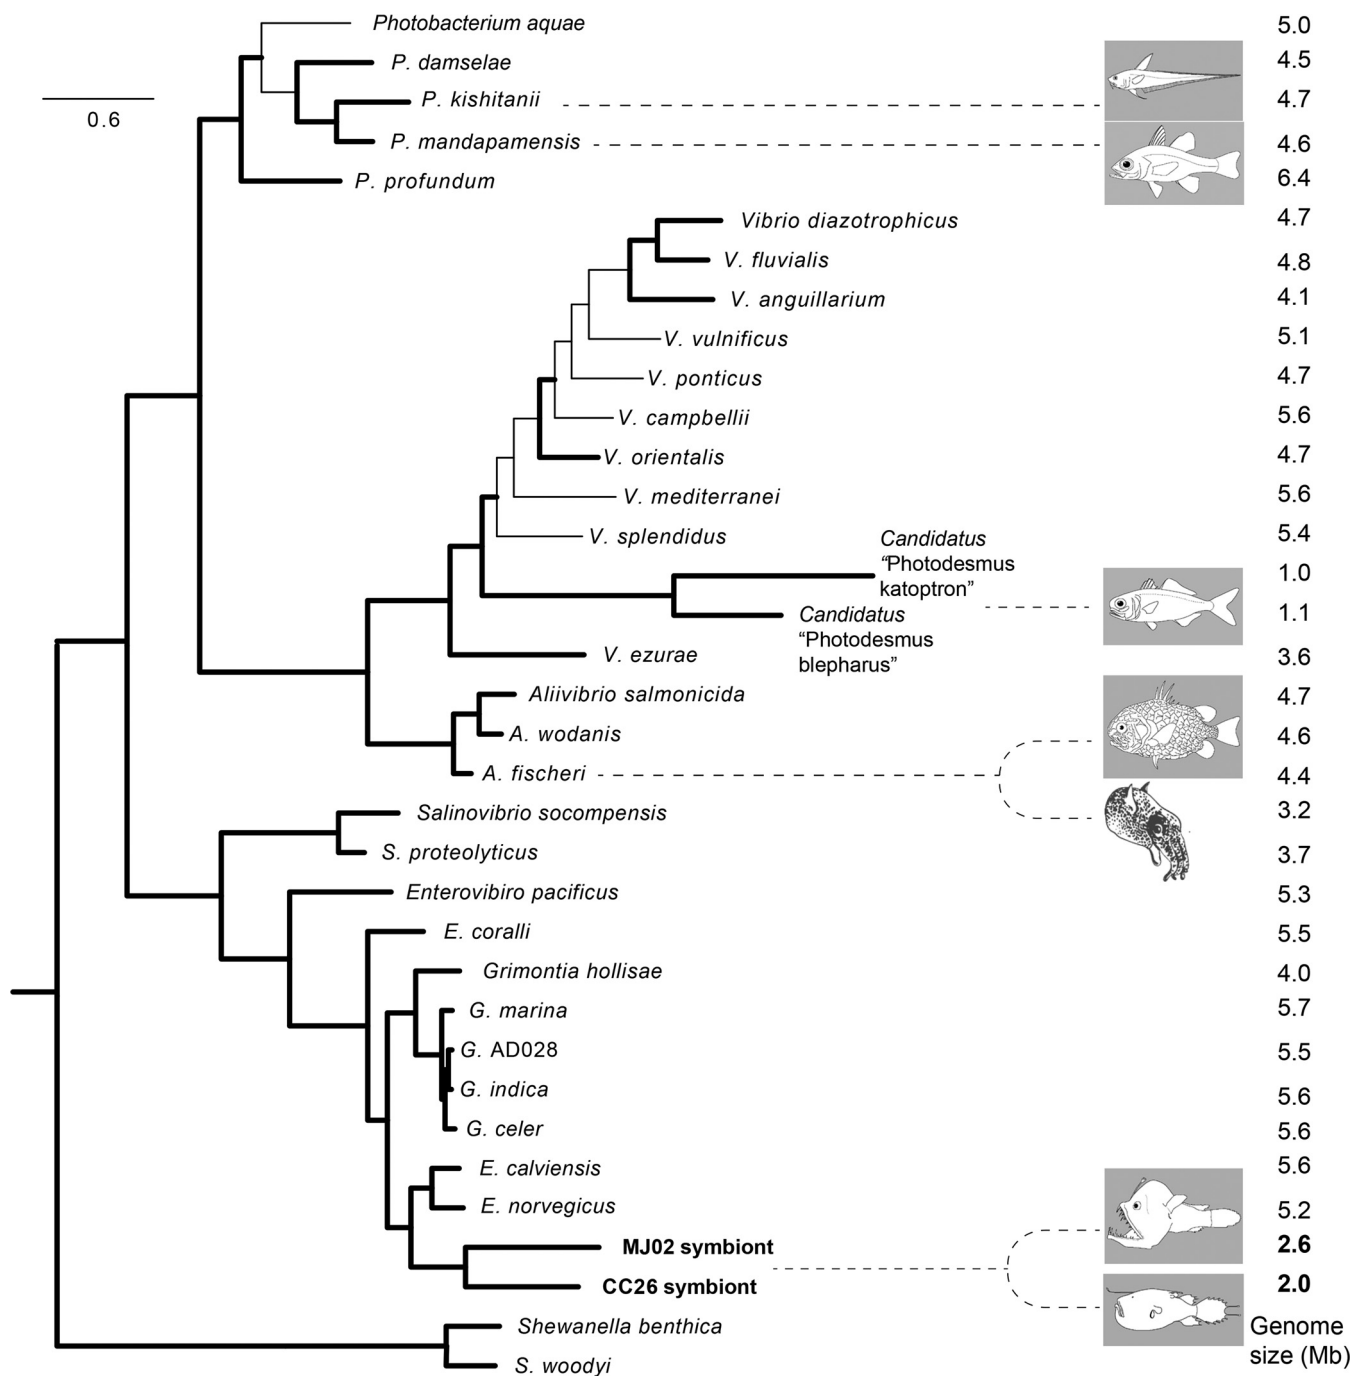 Photobacterium aquae 5.0
P. damselae 4.5
0.6
P. kishitanii 4.7
P. mandapamensis 4.6
P. profundum 6.4
Vibrio diazotrophicus 4.7
V. fluvialis 4.8
V. anguillarium 4.1
V. vulnificus 5.1
V. ponticus 4.7
V. campbellii 5.6
V. orientalis 4.7
V. mediterranei 5.6
V. splendidus 5.4
Candidatus
“Photodesmus
katoptron” 1.0
Candidatus
“Photodesmus
blepharus” 1.1
V. ezurae 3.6
Aliivibrio salmonicida 4.7
A. wodanis 4.6
A. fischeri 4.4
Salinovibrio socompensis 3.2
S. proteolyticus 3.7
Enterovibiro pacificus 5.3
E. coralli 5.5
Grimontia hollisae 4.0
G. marina 5.7
G. AD028 5.5
G. indica 5.6
G. celer 5.6
E. calviensis 5.6
E. norvegicus 5.2
MJ02 symbiont 2.6
CC26 symbiont 2.0
Shewanella benthica
S. woodyi
Genome
size (Mb)